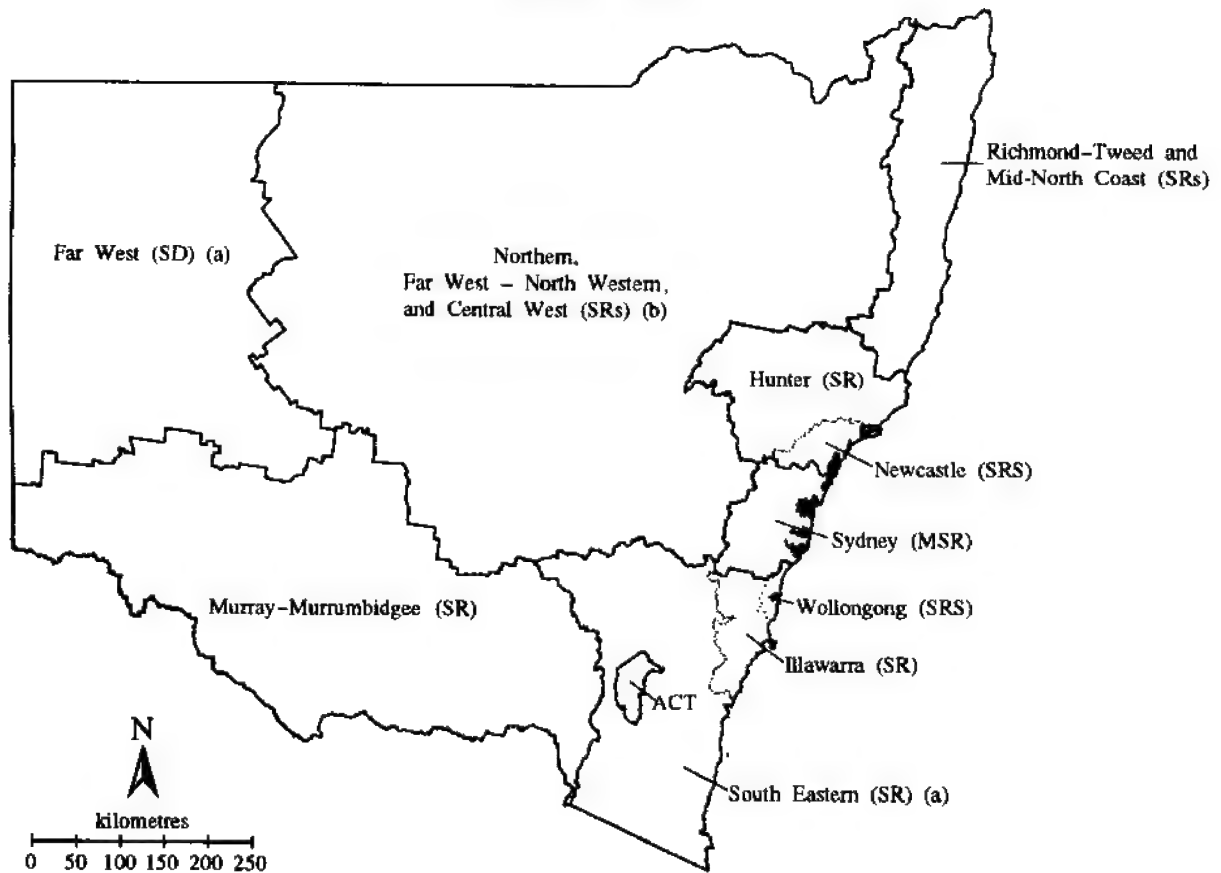 Richmond-Tweed and
Mid-North Coast (SRs)
Far West (SD) (a)
Northern,
Far West - North Western,
and Central West (SRs) (b)
Hunter (SR)
Newcastle (SRS)
Sydney (MSR)
Wollongong (SRS)
Murray-Murrumbidgee (SR)
Illawarra (SR)
ACT
N
South Eastern (SR) (a)
kilometres
0 50 100 150 200 250